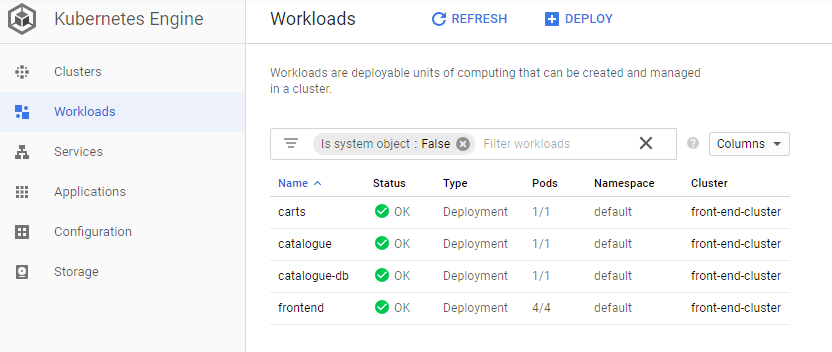 Kubernetes Engine
Workloads
REFRESH
DEPLOY
Clusters
Workloads
Services
Applications
Configuration
Storage
Workloads are deployable units of computing that can be created and managed
in a cluster.
Is system object : False Filter workloads
Columns
Name Status Type Pods Namespace Cluster
carts OK Deployment 1/1 default front-end-cluster
catalogue OK Deployment 1/1 default front-end-cluster
catalogue-db OK Deployment 1/1 default front-end-cluster
frontend OK Deployment 4/4 default front-end-cluster